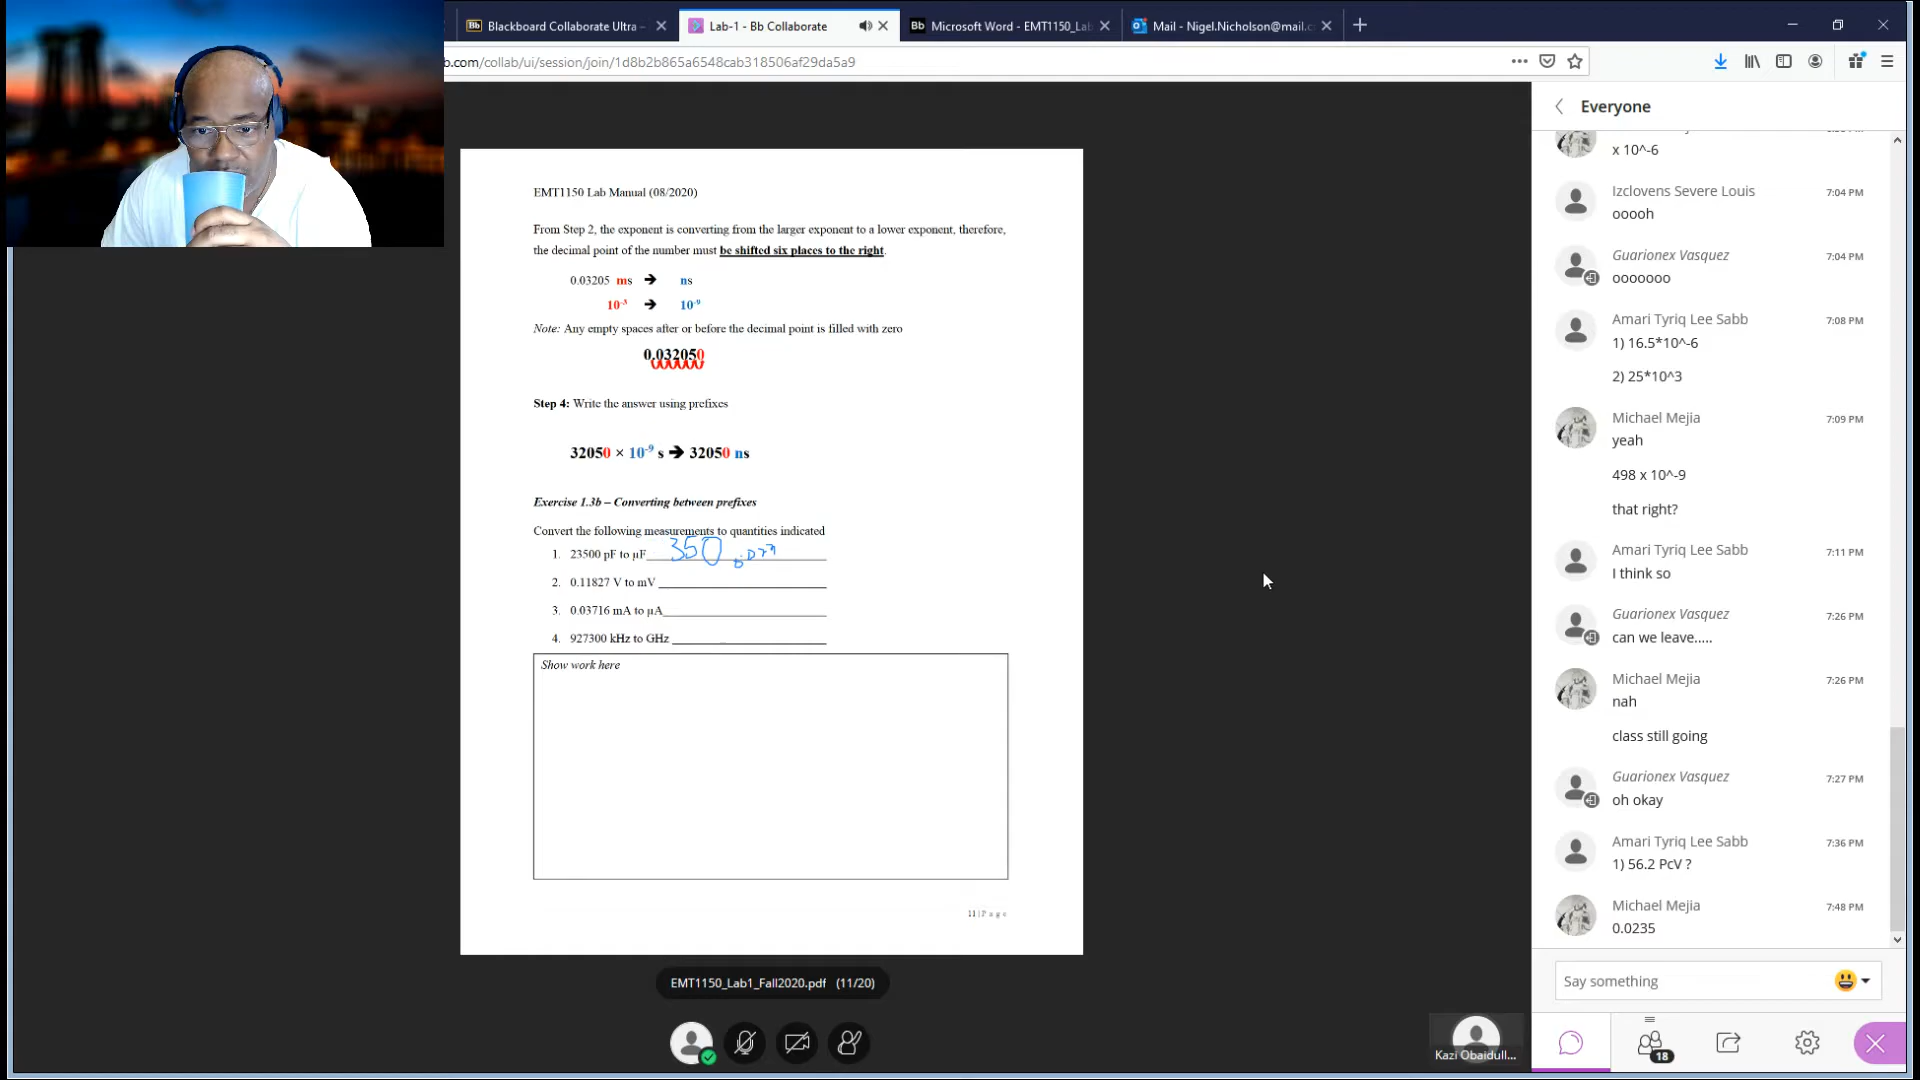 Blackboard Collaborate Ultra –
Lab-1 - Bb Collaborate
Microsoft Word - EMT1150_Lab
Mail - Nigel.Nicholson@mail.c
b.com/collab/ui/session/join/1d8b2b865a6548cab318506af29da5a9
EMT1150 Lab Manual (08/2020)
From Step 2, the exponent is converting from the larger exponent to a lower exponent, therefore,
the decimal point of the number must be shifted six places to the right.
0.03205 ms ➔ ns
10⁻³ ➔ 10⁻⁹
Note: Any empty spaces after or before the decimal point is filled with zero
0.032050
Step 4: Write the answer using prefixes
32050 × 10⁻⁹ s ➔ 32050 ns
Exercise 1.3b – Converting between prefixes
Convert the following measurements to quantities indicated
1. 23500 pF to µF 350
2. 0.11827 V to mV
3. 0.03716 mA to µA
4. 927300 kHz to GHz
Show work here
11 | P a g e
EMT1150_Lab1_Fall2020.pdf (11/20)
Kazi Obaidull...
Everyone
x 10^-6
Izclovens Severe Louis 7:04 PM
ooooh
Guarionex Vasquez 7:04 PM
ooooooo
Amari Tyriq Lee Sabb 7:08 PM
1) 16.5*10^-6
2) 25*10^3
Michael Mejia 7:09 PM
yeah
498 x 10^-9
that right?
Amari Tyriq Lee Sabb 7:11 PM
I think so
Guarionex Vasquez 7:26 PM
can we leave.....
Michael Mejia 7:26 PM
nah
class still going
Guarionex Vasquez 7:27 PM
oh okay
Amari Tyriq Lee Sabb 7:36 PM
1) 56.2 PcV ?
Michael Mejia 7:48 PM
0.0235
Say something
18